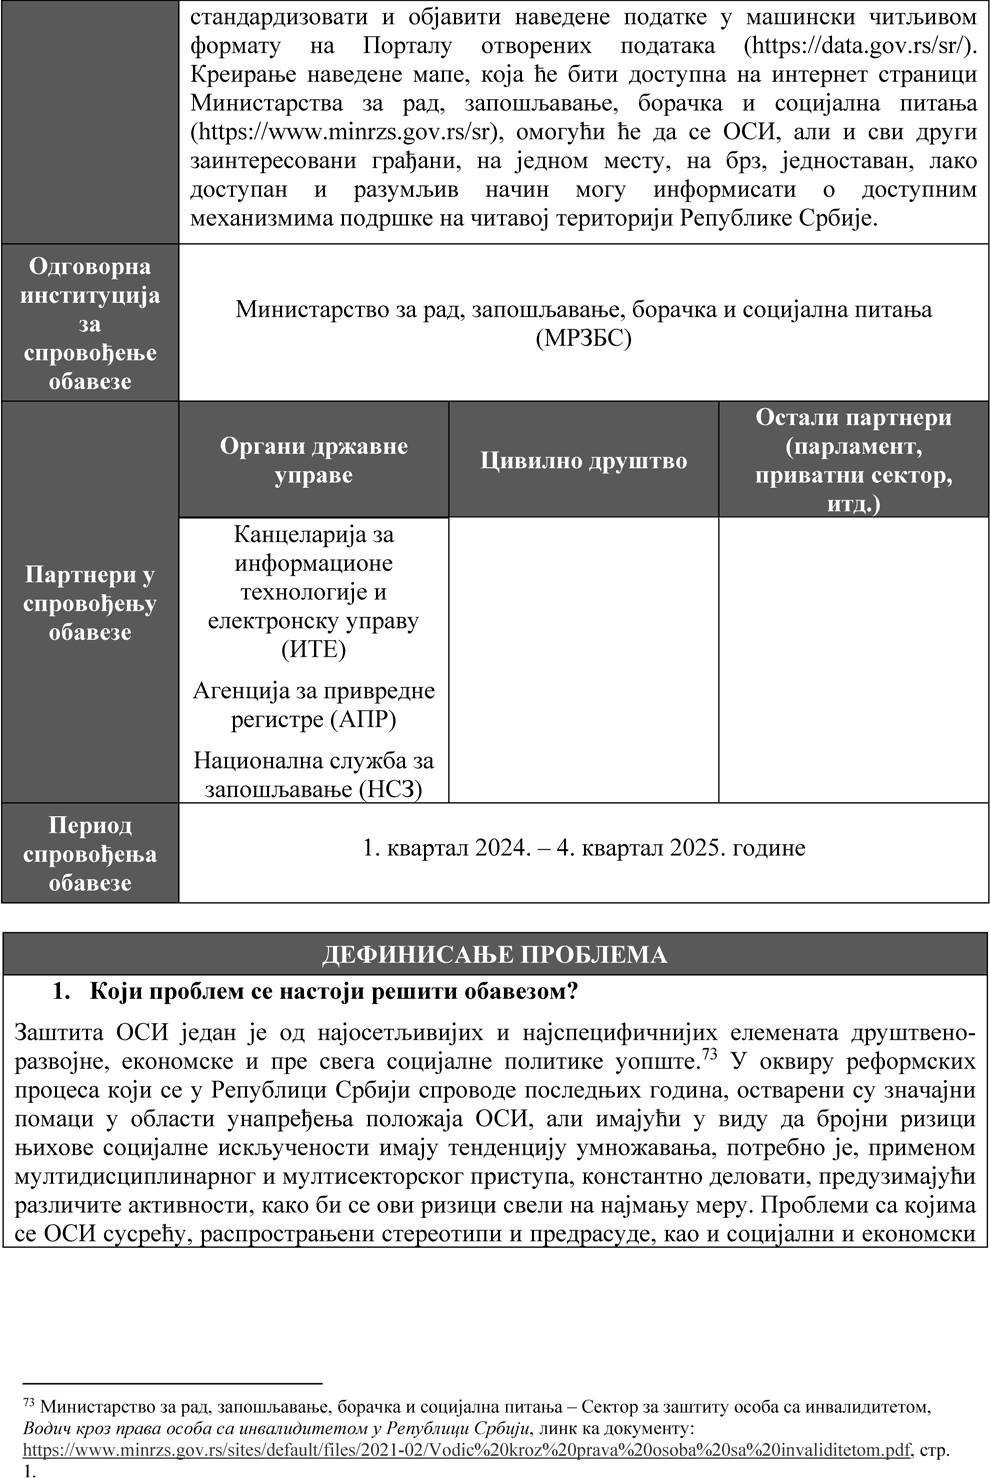 стандардизовати и објавити наведене податке у машински читљивом
формату на Порталу отворених података (https://data.gov.rs/sr/).
Креирање наведене мапе, која ће бити доступна на интернет страници
Министарства за рад, запошљавање, борачка и социјална питања
(https://www.minrzs.gov.rs/sr), омогући ће да се ОСИ, али и сви други
заинтересовани грађани, на једном месту, на брз, једноставан, лако
доступан и разумљив начин могу информисати о доступним
механизмима подршке на читавој територији Републике Србије.
Одговорна
институција
за
спровођење
обавезе
Министарство за рад, запошљавање, борачка и социјална питања
(МРЗБС)
Партнери у
спровођењу
обавезе
Органи државне
управе
Цивилно друштво
Остали партнери
(парламент,
приватни сектор,
итд.)
Канцеларија за
информационе
технологије и
електронску управу
(ИТЕ)
Агенција за привредне
регистре (АПР)
Национална служба за
запошљавање (НСЗ)
Период
спровођења
обавезе
1. квартал 2024. – 4. квартал 2025. године
ДЕФИНИСАЊЕ ПРОБЛЕМА
1. Који проблем се настоји решити обавезом?
Заштита ОСИ један је од најосетљивијих и најспецифичнијих елемената друштвено-
развојне, економске и пре свега социјалне политике уопште.73 У оквиру реформских
процеса који се у Републици Србији спроводе последњих година, остварени су значајни
помаци у области унапређења положаја ОСИ, али имајући у виду да бројни ризици
њихове социјалне искључености имају тенденцију умножавања, потребно је, применом
мултидисциплинарног и мултисекторског приступа, константно деловати, предузимајући
различите активности, како би се ови ризици свели на најмању меру. Проблеми са којима
се ОСИ сусрећу, распрострањени стереотипи и предрасуде, као и социјални и економски
73 Министарство за рад, запошљавање, борачка и социјална питања – Сектор за заштиту особа са инвалидитетом,
Водич кроз права особа са инвалидитетом у Републици Србији, линк ка документу:
https://www.minrzs.gov.rs/sites/default/files/2021-02/Vodic%20kroz%20prava%20osoba%20sa%20invaliditetom.pdf, стр.
1.